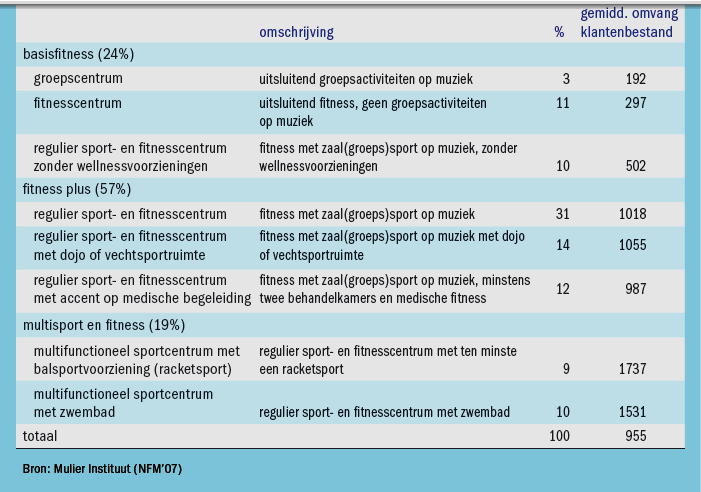 gemidd. omvang
omschrijving % klantenbestand
basisfitness (24%)
groepscentrum uitsluitend groepsactiviteiten op muziek 3 192
fitnesscentrum uitsluitend fitness, geen groepsactiviteiten 11 297
op muziek
regulier sport- en fitnesscentrum fitness met zaal(groeps)sport op muziek, zonder
zonder wellnessvoorzieningen wellnessvoorzieningen 10 502
fitness plus (57%)
regulier sport- en fitnesscentrum fitness met zaal(groeps)sport op muziek 31 1018
regulier sport- en fitnesscentrum fitness met zaal(groeps)sport op muziek met dojo
met dojo of vechtsportruimte of vechtsportruimte 14 1055
regulier sport- en fitnesscentrum fitness met zaal(groeps)sport op muziek, minstens
met accent op medische begeleiding twee behandelkamers en medische fitness 12 987
multisport en fitness (19%)
multifunctioneel sportcentrum met regulier sport- en fitnesscentrum met ten minste
balsportvoorziening (racketsport) een racketsport 9 1737
multifunctioneel sportcentrum
met zwembad regulier sport- en fitnesscentrum met zwembad 10 1531
totaal 100 955
Bron: Mulier Instituut (NFM'07)